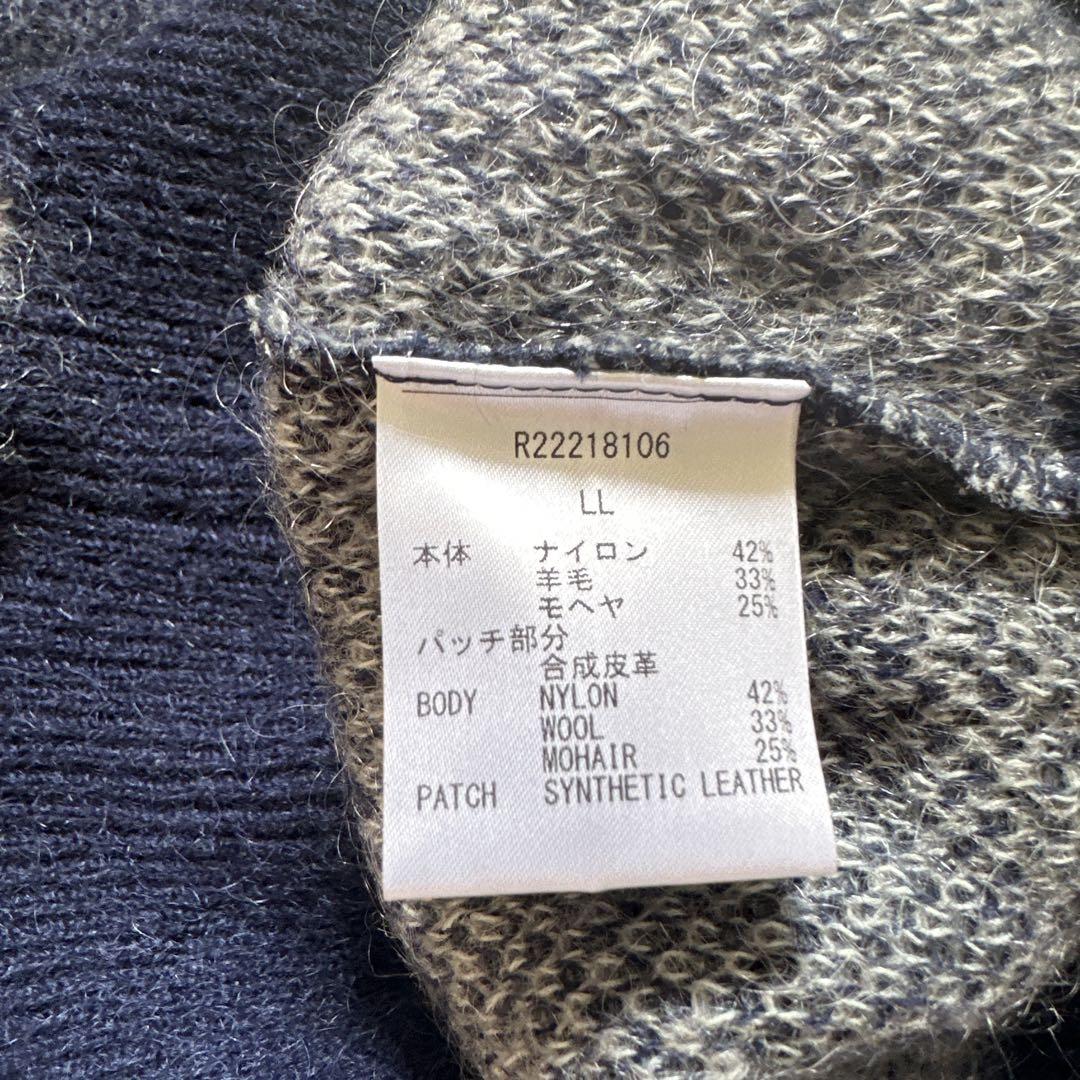 R22218106
LL
本体 ナイロン 42%
羊毛 33%
モヘヤ 25%
パッチ部分
合成皮革
BODY NYLON 42%
WOOL 33%
MOHAIR 25%
PATCH SYNTHETIC LEATHER